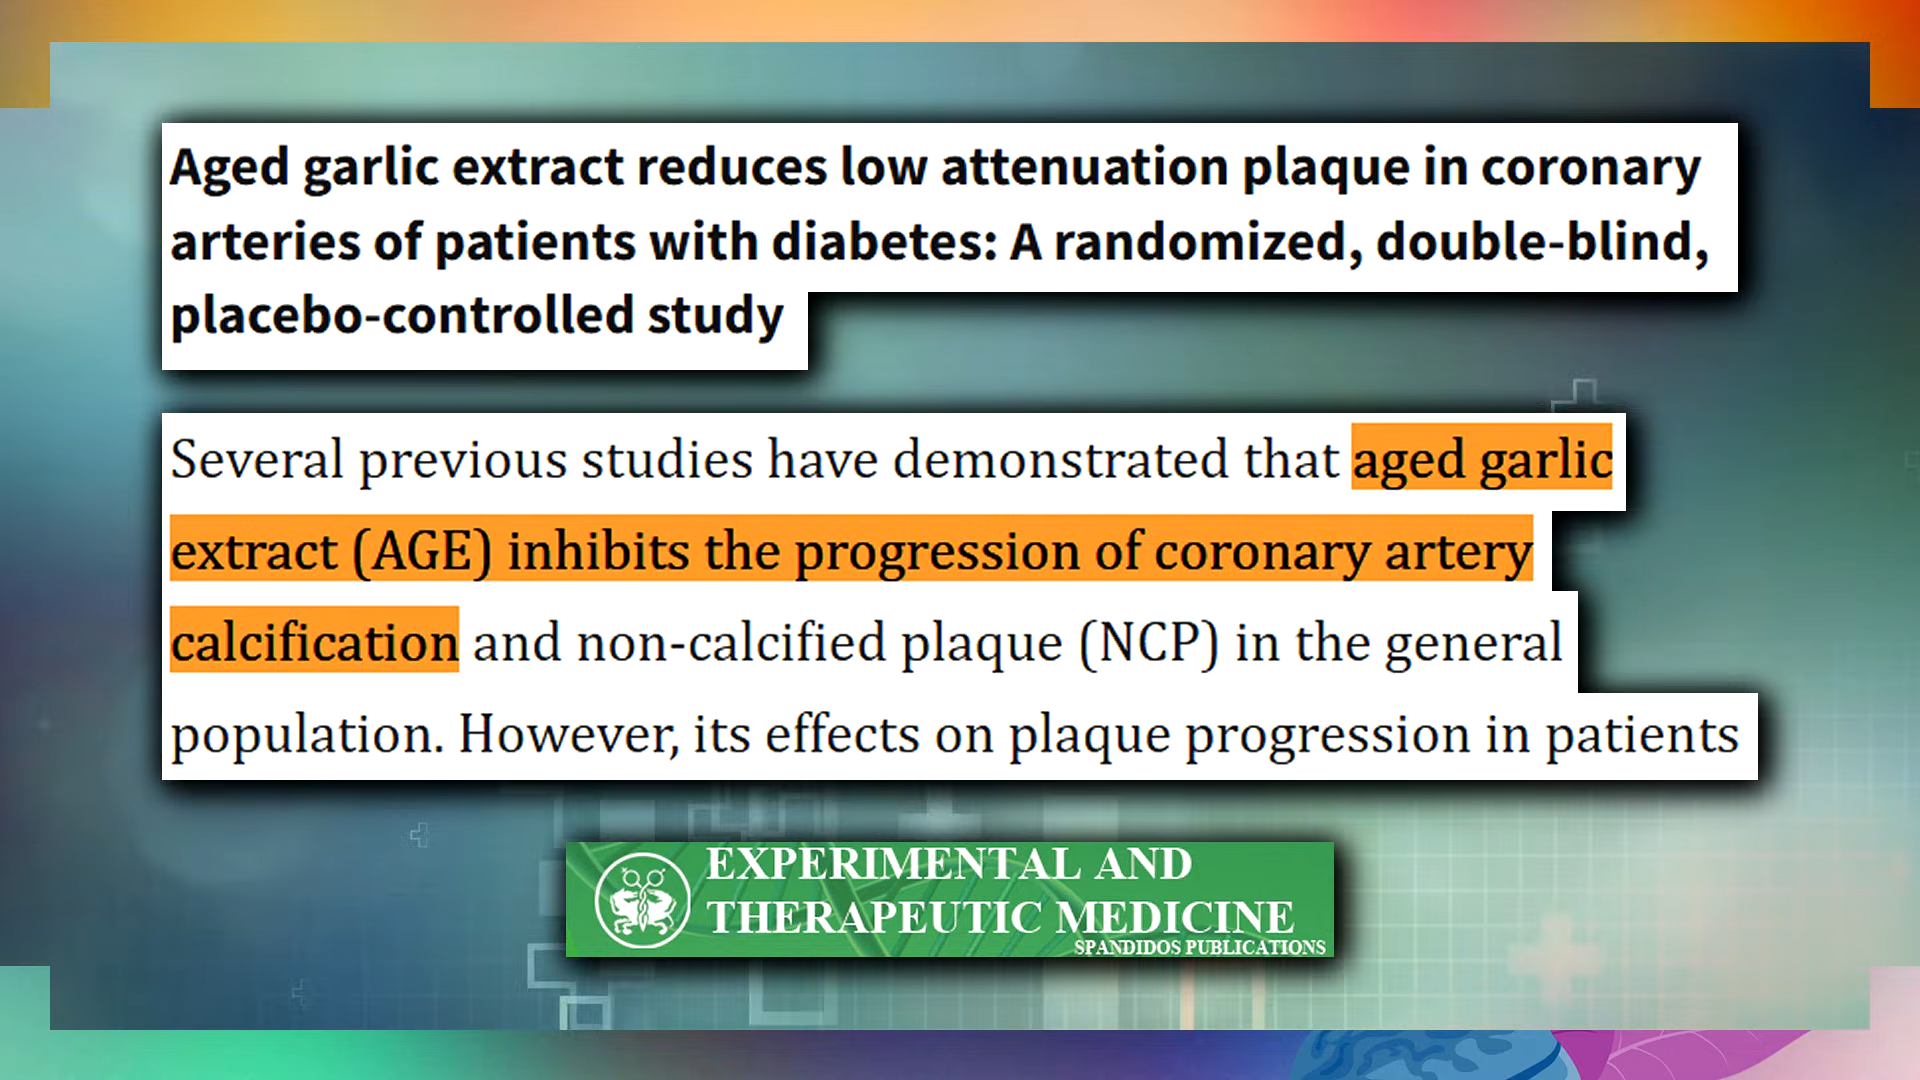 Aged garlic extract reduces low attenuation plaque in coronary
arteries of patients with diabetes: A randomized, double-blind,
placebo-controlled study
Several previous studies have demonstrated that aged garlic
extract (AGE) inhibits the progression of coronary artery
calcification and non-calcified plaque (NCP) in the general
population. However, its effects on plaque progression in patients
EXPERIMENTAL AND
THERAPEUTIC MEDICINE
SPANDIDOS PUBLICATIONS